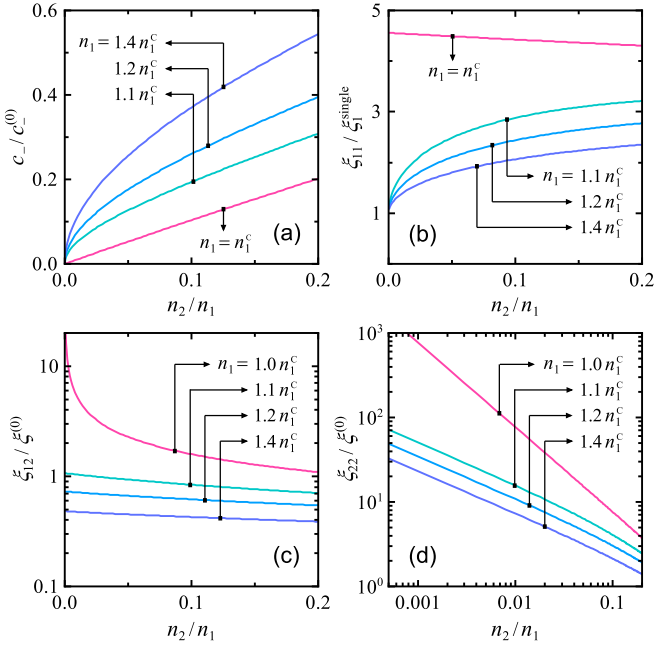 0.6
0.4
0.2
0.0
c₋ / c₋⁽⁰⁾
n₁ = 1.4 n₁ᶜ
1.2 n₁ᶜ
1.1 n₁ᶜ
n₁ = n₁ᶜ
(a)
0.0 0.1 0.2
n₂ / n₁
5
3
1
ξ₁₁ / ξ₁ˢⁱⁿᵍˡᵉ
n₁ = n₁ᶜ
n₁ = 1.1 n₁ᶜ
1.2 n₁ᶜ
1.4 n₁ᶜ
(b)
0.0 0.1 0.2
n₂ / n₁
10
1
0.1
ξ₁₂ / ξ⁽⁰⁾
n₁ = 1.0 n₁ᶜ
1.1 n₁ᶜ
1.2 n₁ᶜ
1.4 n₁ᶜ
(c)
0.0 0.1 0.2
n₂ / n₁
10³
10²
10¹
10⁰
ξ₂₂ / ξ⁽⁰⁾
n₁ = 1.0 n₁ᶜ
1.1 n₁ᶜ
1.2 n₁ᶜ
1.4 n₁ᶜ
(d)
0.001 0.01 0.1
n₂ / n₁